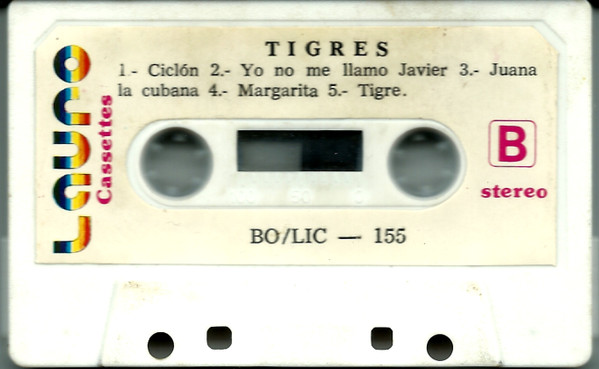 TIGRES
1.- Ciclón 2.- Yo no me llamo Javier 3.- Juana
la cubana 4.- Margarita 5.- Tigre.
Lauro
Cassettes
B
stereo
BO/LIC — 155